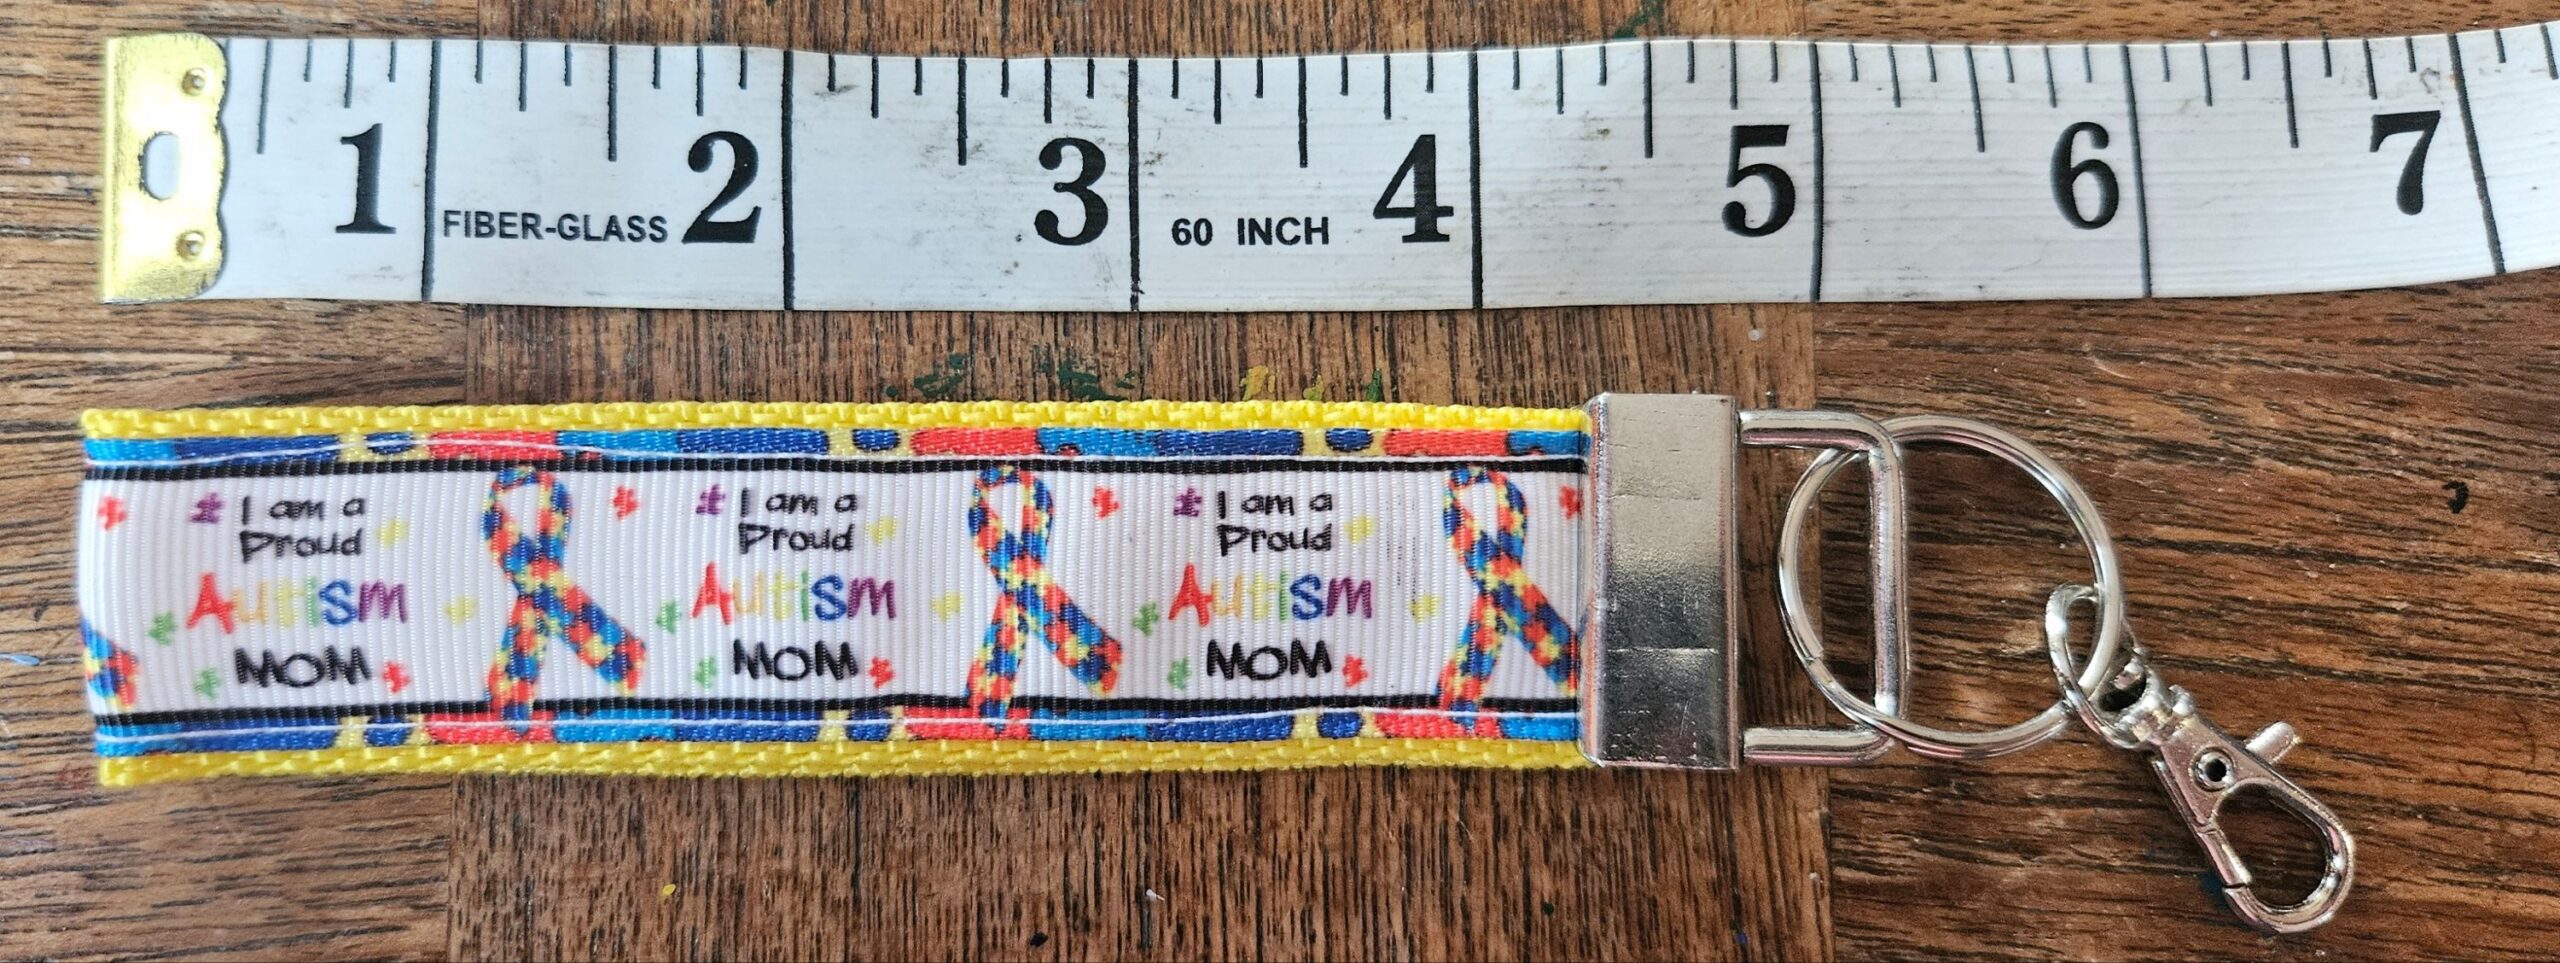 1 2 3 4 5 6 7
FIBER-GLASS 60 INCH
I am a
Proud
Autism
MOM
I am a
Proud
Autism
MOM
I am a
Proud
Autism
MOM